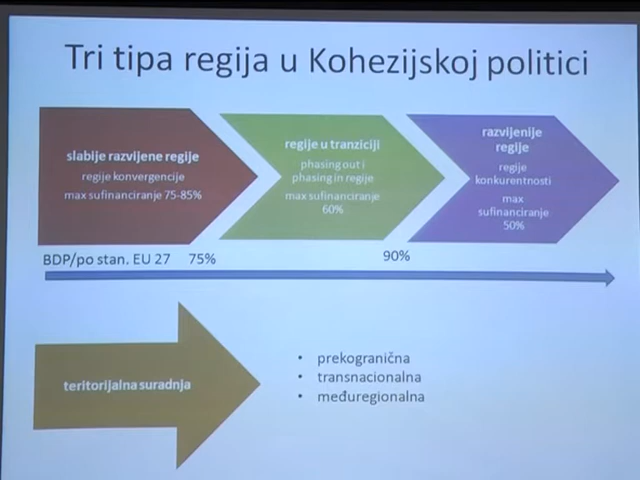 Tri tipa regija u Kohezijskoj politici
slabije razvijene regije
regije konvergencije
max sufinanciranje 75-85%
regije u tranziciji
phasing out i
phasing in regije
max sufinanciranje
60%
razvijenije
regije
regije
konkurentnosti
max
sufinanciranje
50%
BDP/po stan. EU 27 75%
90%
teritorijalna suradnja
• prekogranična
• transnacionalna
• međuregionalna